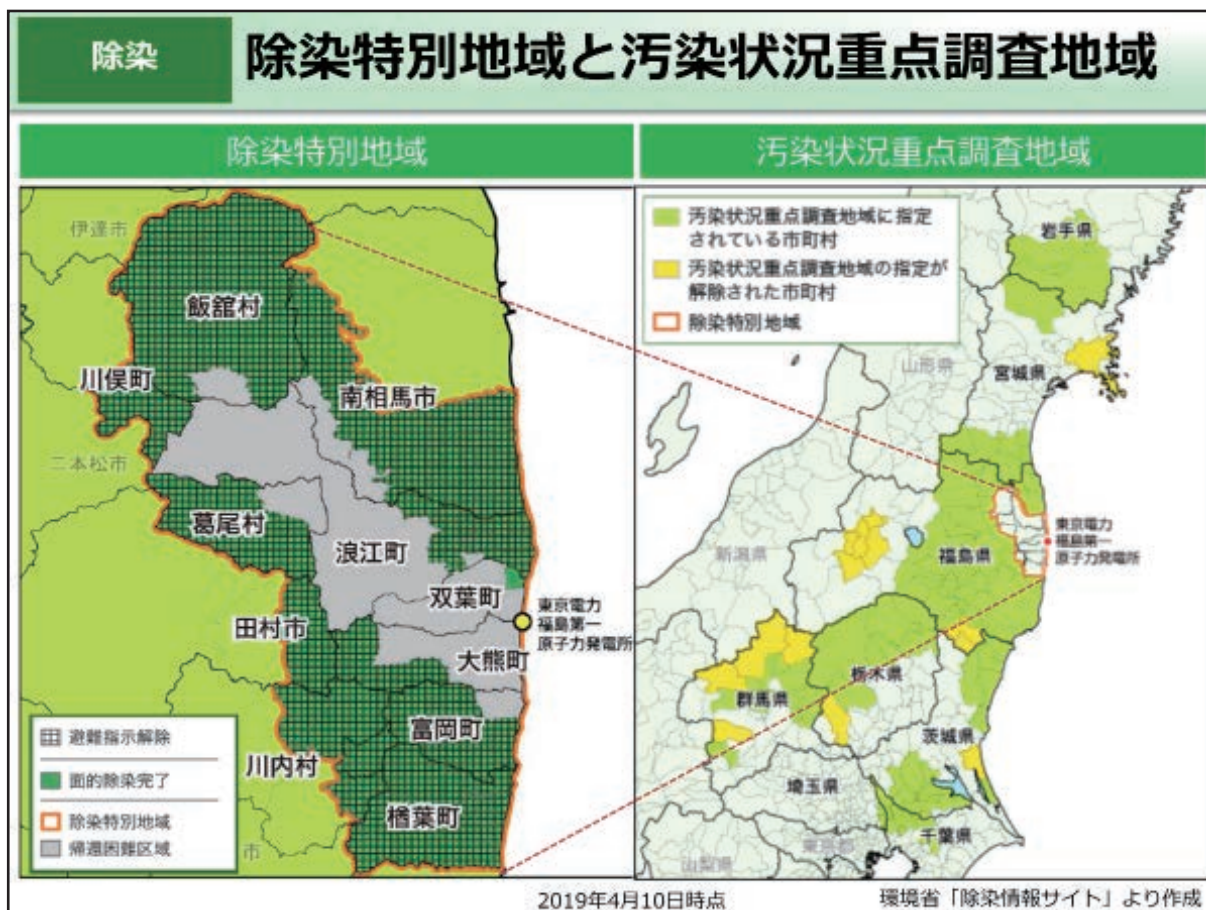 除染
除染特別地域と汚染状況重点調査地域
除染特別地域
伊達市
飯舘村
川俣町
南相馬市
二本松市
葛尾村
浪江町
双葉町
東京電力
福島第一
原子力発電所
田村市
大熊町
富岡町
川内村
楢葉町
市
避難指示解除
面的除染完了
除染特別地域
帰還困難区域
汚染状況重点調査地域
汚染状況重点調査地域に指定
されている市町村
汚染状況重点調査地域の指定が
解除された市町村
除染特別地域
岩手県
山形県
宮城県
新潟県
福島県
東京電力
福島第一
原子力発電所
栃木県
群馬県
茨城県
埼玉県
千葉県
東京都
山梨県
2019年4月10日時点
環境省「除染情報サイト」より作成